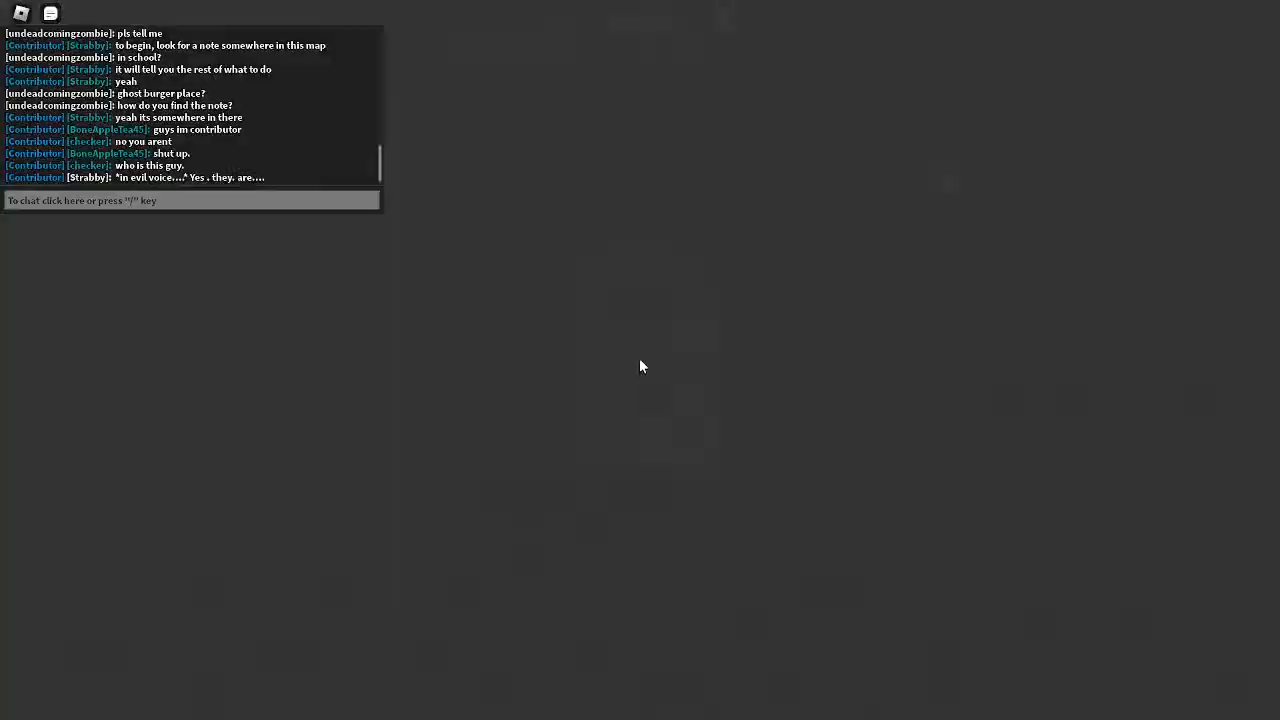 [undeadcomingzombie]: pls tell me
[Contributor] [Strabby]: to begin, look for a note somewhere in this map
[undeadcomingzombie]: in school?
[Contributor] [Strabby]: it will tell you the rest of what to do
[Contributor] [Strabby]: yeah
[undeadcomingzombie]: ghost burger place?
[undeadcomingzombie]: how do you find the note?
[Contributor] [Strabby]: yeah its somewhere in there
[Contributor] [BoneAppleTea45]: guys im contributor
[Contributor] [checker]: no you arent
[Contributor] [BoneAppleTea45]: shut up.
[Contributor] [checker]: who is this guy.
[Contributor] [Strabby]: *in evil voice....* Yes . they. are....
To chat click here or press "/" key